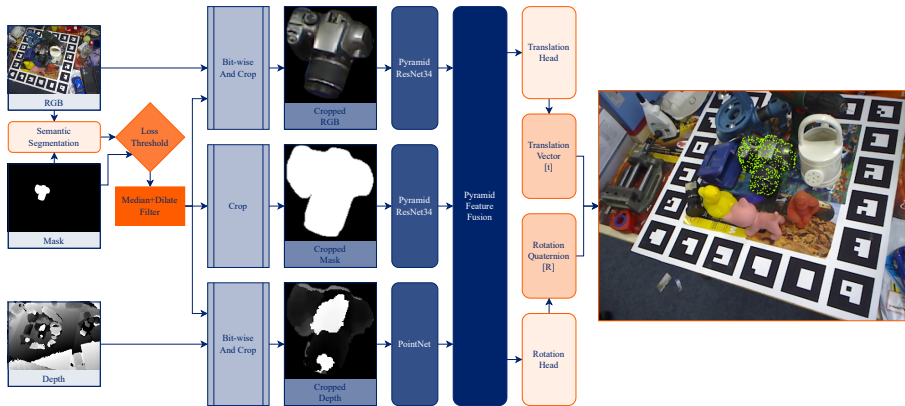 RGB
Semantic
Segmentation
Loss
Threshold
Mask
Median+Dilate
Filter
Depth
Bit-wise
And Crop
Crop
Bit-wise
And Crop
Cropped
RGB
Cropped
Mask
Cropped
Depth
Pyramid
ResNet34
Pyramid
ResNet34
PointNet
Pyramid
Feature
Fusion
Translation
Head
Translation
Vector
[t]
Rotation
Quaternion
[R]
Rotation
Head